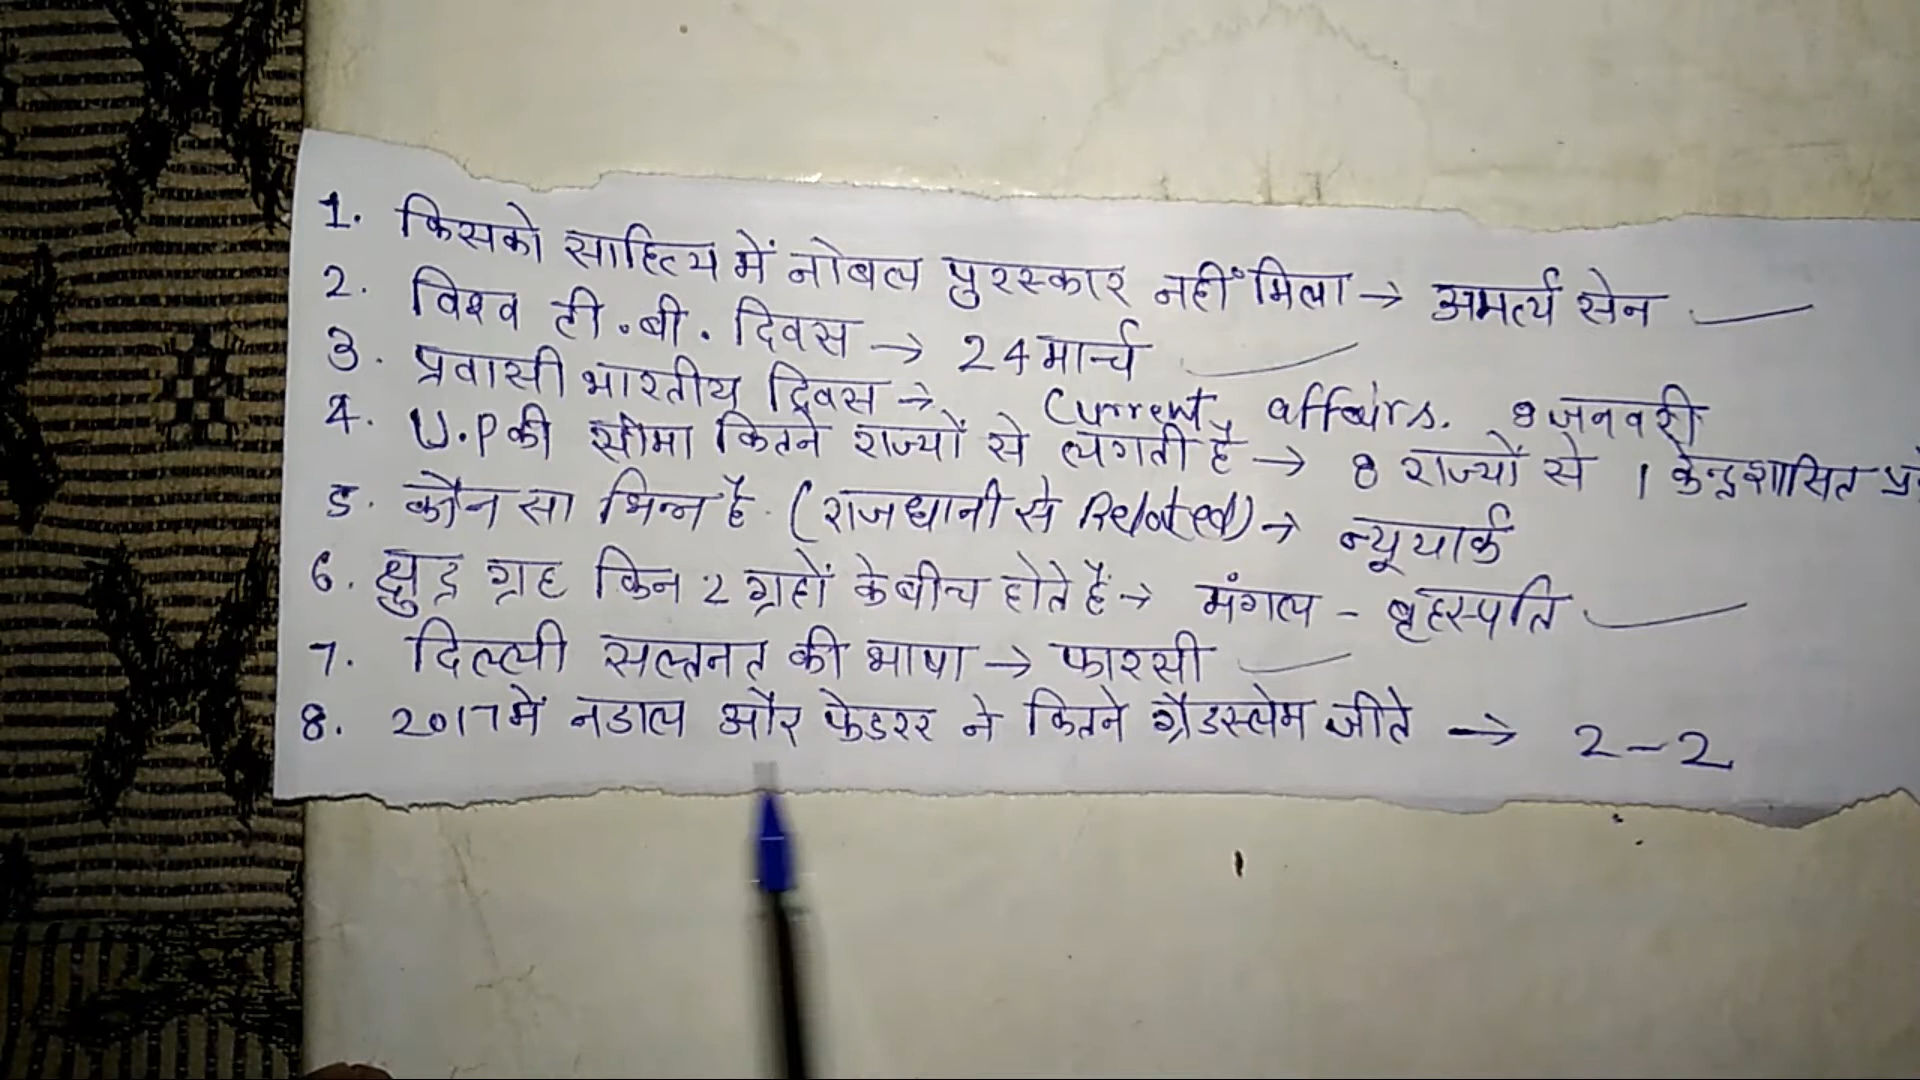 1. किसको साहित्य में नोबल पुरस्कार नहीं मिला → अमर्त्य सेन
2. विश्व टी.बी. दिवस → 24 मार्च
3. प्रवासी भारतीय दिवस → Current affairs. 9 जनवरी
4. U.P की सीमा कितने राज्यों से लगती है → 8 राज्यों से 1 केन्द्रशासित
5. कौन सा भिन्न है. (राजधानी से Related) → न्यूयार्क
6. क्षुद्र ग्रह किन 2 ग्रहों के बीच होते हैं → मंगल - बृहस्पति
7. दिल्ली सल्तनत की भाषा → फारसी
8. 2017 में नडाल और फेडरर ने कितने ग्रैडस्लेम जीते → 2-2